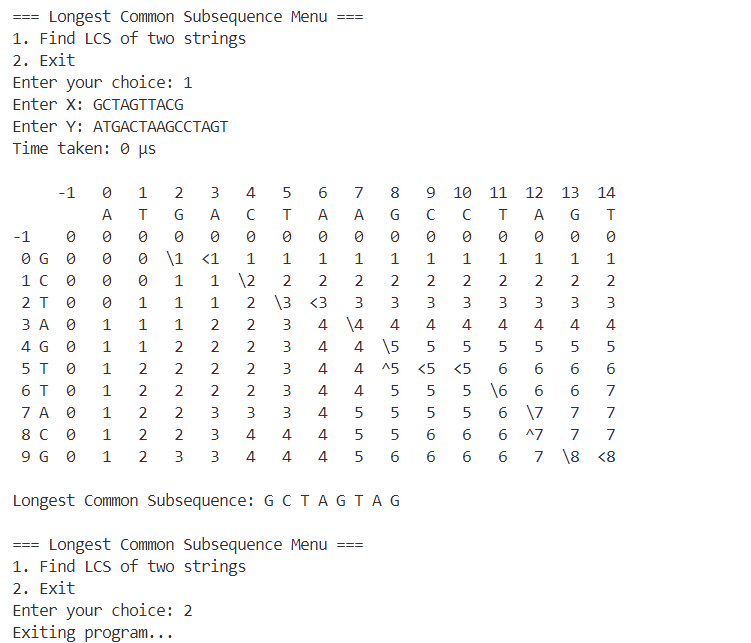 === Longest Common Subsequence Menu ===
1. Find LCS of two strings
2. Exit
Enter your choice: 1
Enter X: GCTAGTTACG
Enter Y: ATGACTAAGCCTAGT
Time taken: 0 µs
-1 0 1 2 3 4 5 6 7 8 9 10 11 12 13 14
A T G A C T A A G C C T A G T
-1 0 0 0 0 0 0 0 0 0 0 0 0 0 0 0 0
0 G 0 0 0 \1 <1 1 1 1 1 1 1 1 1 1 1 1
1 C 0 0 0 1 1 \2 2 2 2 2 2 2 2 2 2 2
2 T 0 0 1 1 1 2 \3 <3 3 3 3 3 3 3 3 3
3 A 0 1 1 1 2 2 3 4 \4 4 4 4 4 4 4 4
4 G 0 1 1 2 2 2 3 4 4 \5 5 5 5 5 5 5
5 T 0 1 2 2 2 2 3 4 4 ^5 <5 <5 6 6 6 6
6 T 0 1 2 2 2 2 3 4 4 5 5 5 \6 6 6 7
7 A 0 1 2 2 3 3 3 4 5 5 5 5 6 \7 7 7
8 C 0 1 2 2 3 4 4 4 5 5 6 6 6 ^7 7 7
9 G 0 1 2 3 3 4 4 4 5 6 6 6 6 7 \8 <8
Longest Common Subsequence: G C T A G T A G
=== Longest Common Subsequence Menu ===
1. Find LCS of two strings
2. Exit
Enter your choice: 2
Exiting program...